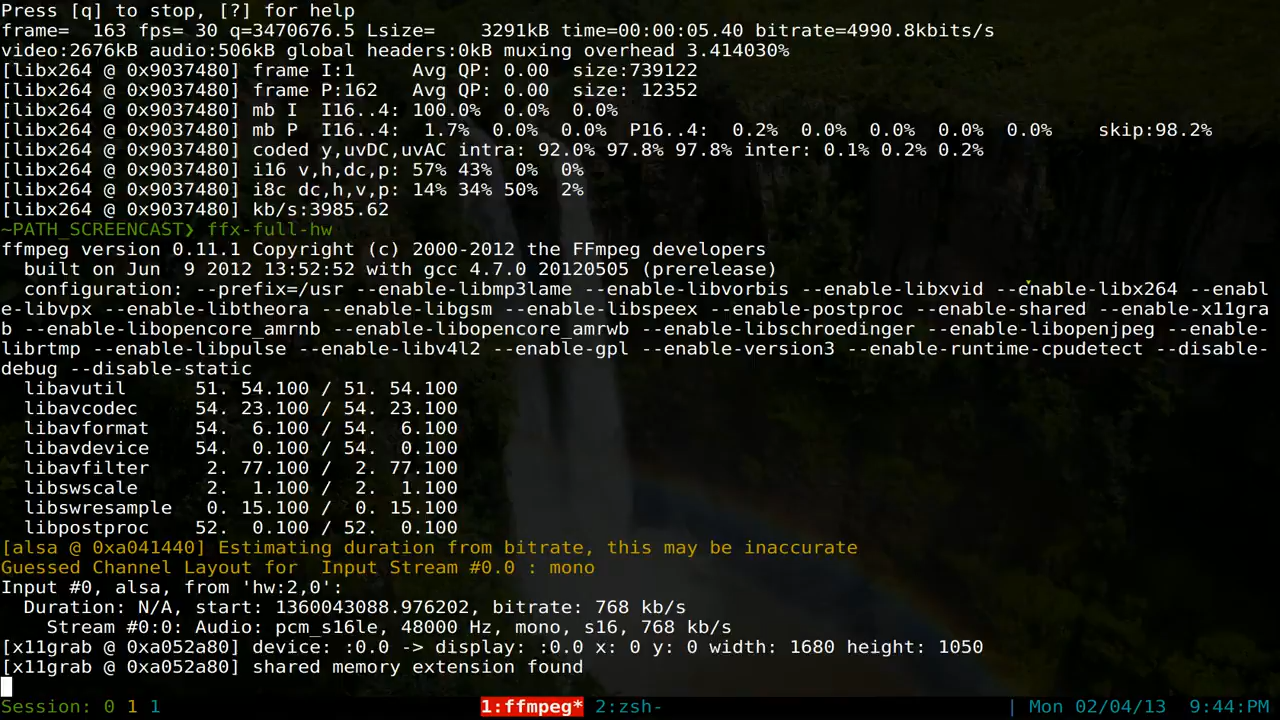 Press [q] to stop, [?] for help
frame=  163 fps= 30 q=3470676.5 Lsize=    3291kB time=00:00:05.40 bitrate=4990.8kbits/s
video:2676kB audio:506kB global headers:0kB muxing overhead 3.414030%
[libx264 @ 0x9037480] frame I:1     Avg QP: 0.00  size:739122
[libx264 @ 0x9037480] frame P:162   Avg QP: 0.00  size: 12352
[libx264 @ 0x9037480] mb I  I16..4: 100.0%  0.0%  0.0%
[libx264 @ 0x9037480] mb P  I16..4:  1.7%  0.0%  0.0%  P16..4:  0.2%  0.0%  0.0%  0.0%  0.0%    skip:98.2%
[libx264 @ 0x9037480] coded y,uvDC,uvAC intra: 92.0% 97.8% 97.8% inter: 0.1% 0.2% 0.2%
[libx264 @ 0x9037480] i16 v,h,dc,p: 57% 43%  0%  0%
[libx264 @ 0x9037480] i8c dc,h,v,p: 14% 34% 50%  2%
[libx264 @ 0x9037480] kb/s:3985.62
~PATH_SCREENCAST❯ ffx-full-hw
ffmpeg version 0.11.1 Copyright (c) 2000-2012 the FFmpeg developers
  built on Jun  9 2012 13:52:52 with gcc 4.7.0 20120505 (prerelease)
  configuration: --prefix=/usr --enable-libmp3lame --enable-libvorbis --enable-libxvid --enable-libx264 --enabl
e-libvpx --enable-libtheora --enable-libgsm --enable-libspeex --enable-postproc --enable-shared --enable-x11gra
b --enable-libopencore_amrnb --enable-libopencore_amrwb --enable-libschroedinger --enable-libopenjpeg --enable-
librtmp --enable-libpulse --enable-libv4l2 --enable-gpl --enable-version3 --enable-runtime-cpudetect --disable-
debug --disable-static
  libavutil      51. 54.100 / 51. 54.100
  libavcodec     54. 23.100 / 54. 23.100
  libavformat    54.  6.100 / 54.  6.100
  libavdevice    54.  0.100 / 54.  0.100
  libavfilter     2. 77.100 /  2. 77.100
  libswscale      2.  1.100 /  2.  1.100
  libswresample   0. 15.100 /  0. 15.100
  libpostproc    52.  0.100 / 52.  0.100
[alsa @ 0xa041440] Estimating duration from bitrate, this may be inaccurate
Guessed Channel Layout for  Input Stream #0.0 : mono
Input #0, alsa, from 'hw:2,0':
  Duration: N/A, start: 1360043088.976202, bitrate: 768 kb/s
    Stream #0:0: Audio: pcm_s16le, 48000 Hz, mono, s16, 768 kb/s
[x11grab @ 0xa052a80] device: :0.0 -> display: :0.0 x: 0 y: 0 width: 1680 height: 1050
[x11grab @ 0xa052a80] shared memory extension found
Session: 0 1 1 1:ffmpeg* 2:zsh- | Mon 02/04/13  9:44PM